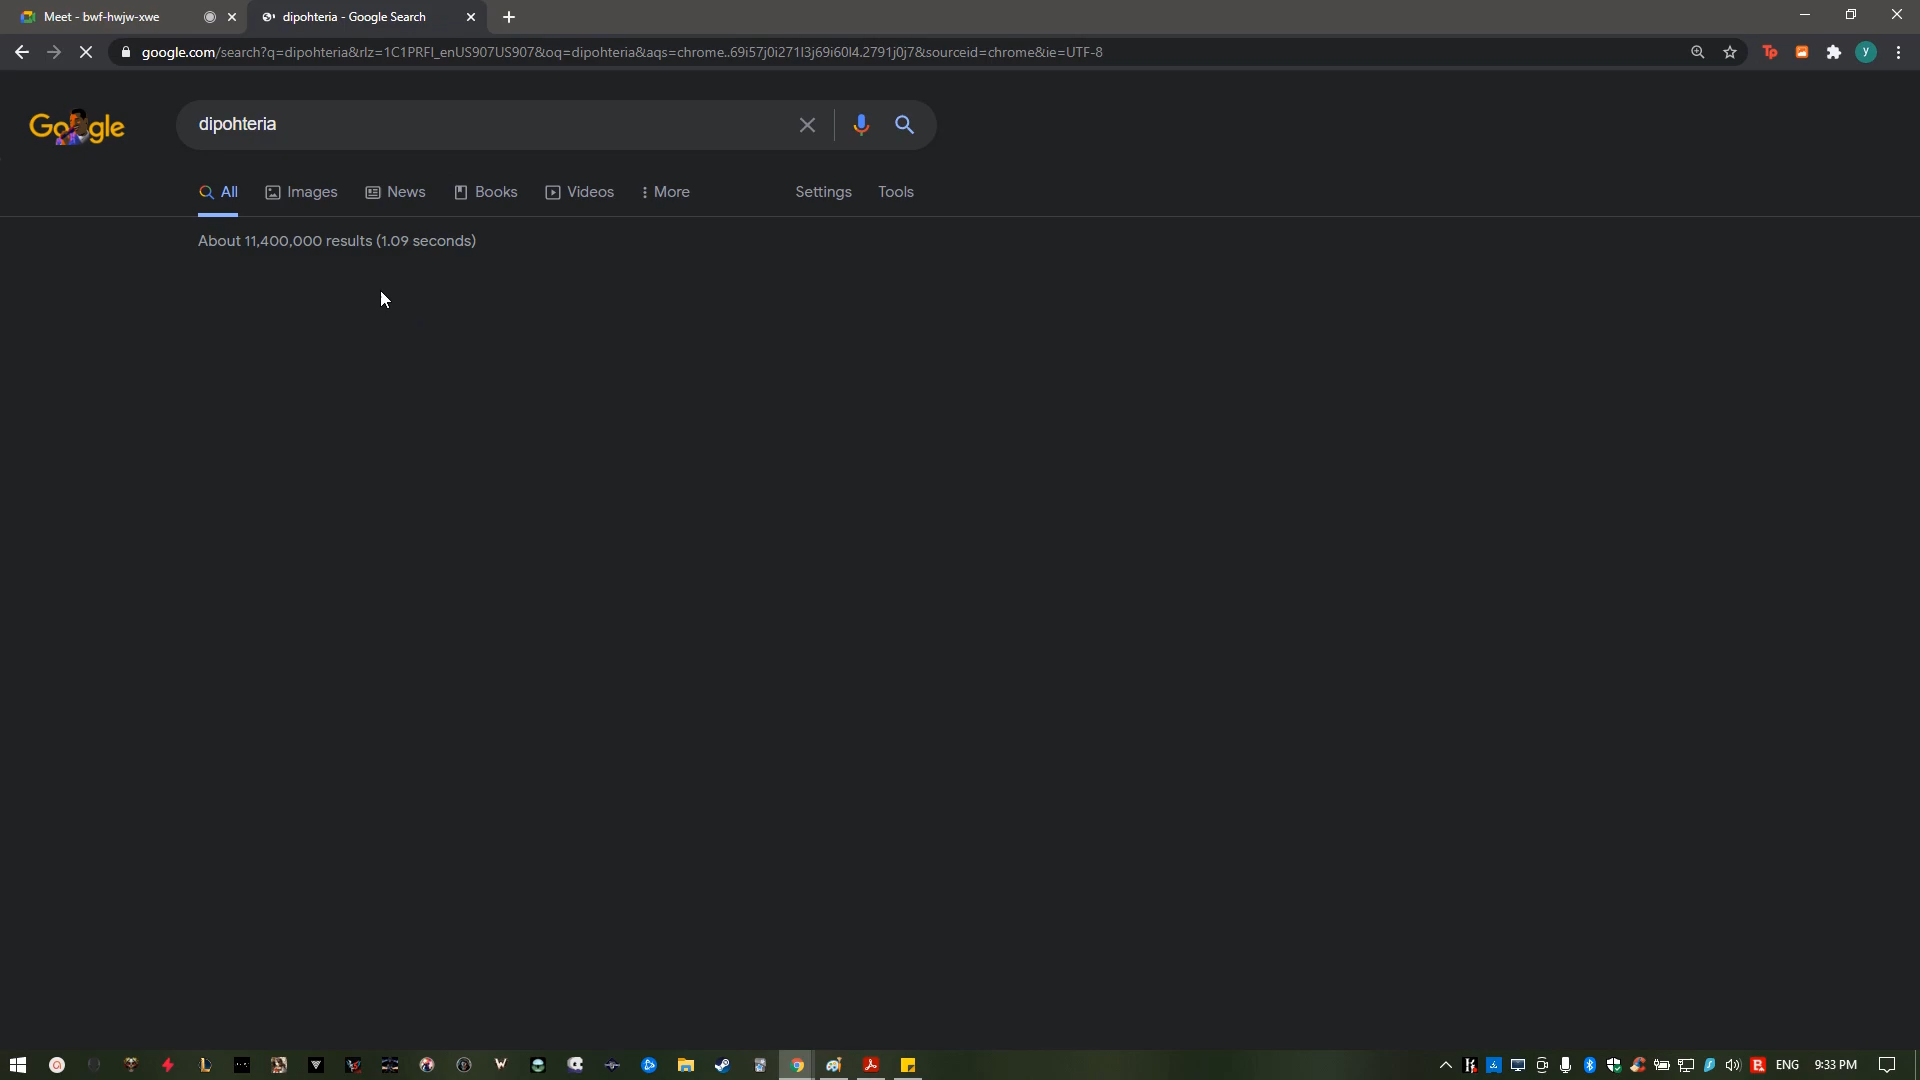 Meet - bwf-hwjw-xwe
dipohteria - Google Search
google.com/search?q=dipohteria&rlz=1C1PRFI_enUS907US907&oq=dipohteria&aqs=chrome..69i57j0i271l3j69i60l4.2791j0j7&sourceid=chrome&ie=UTF-8
Tp
y
Google
dipohteria
All
Images
News
Books
Videos
More
Settings
Tools
About 11,400,000 results (1.09 seconds)
ENG
9:33 PM